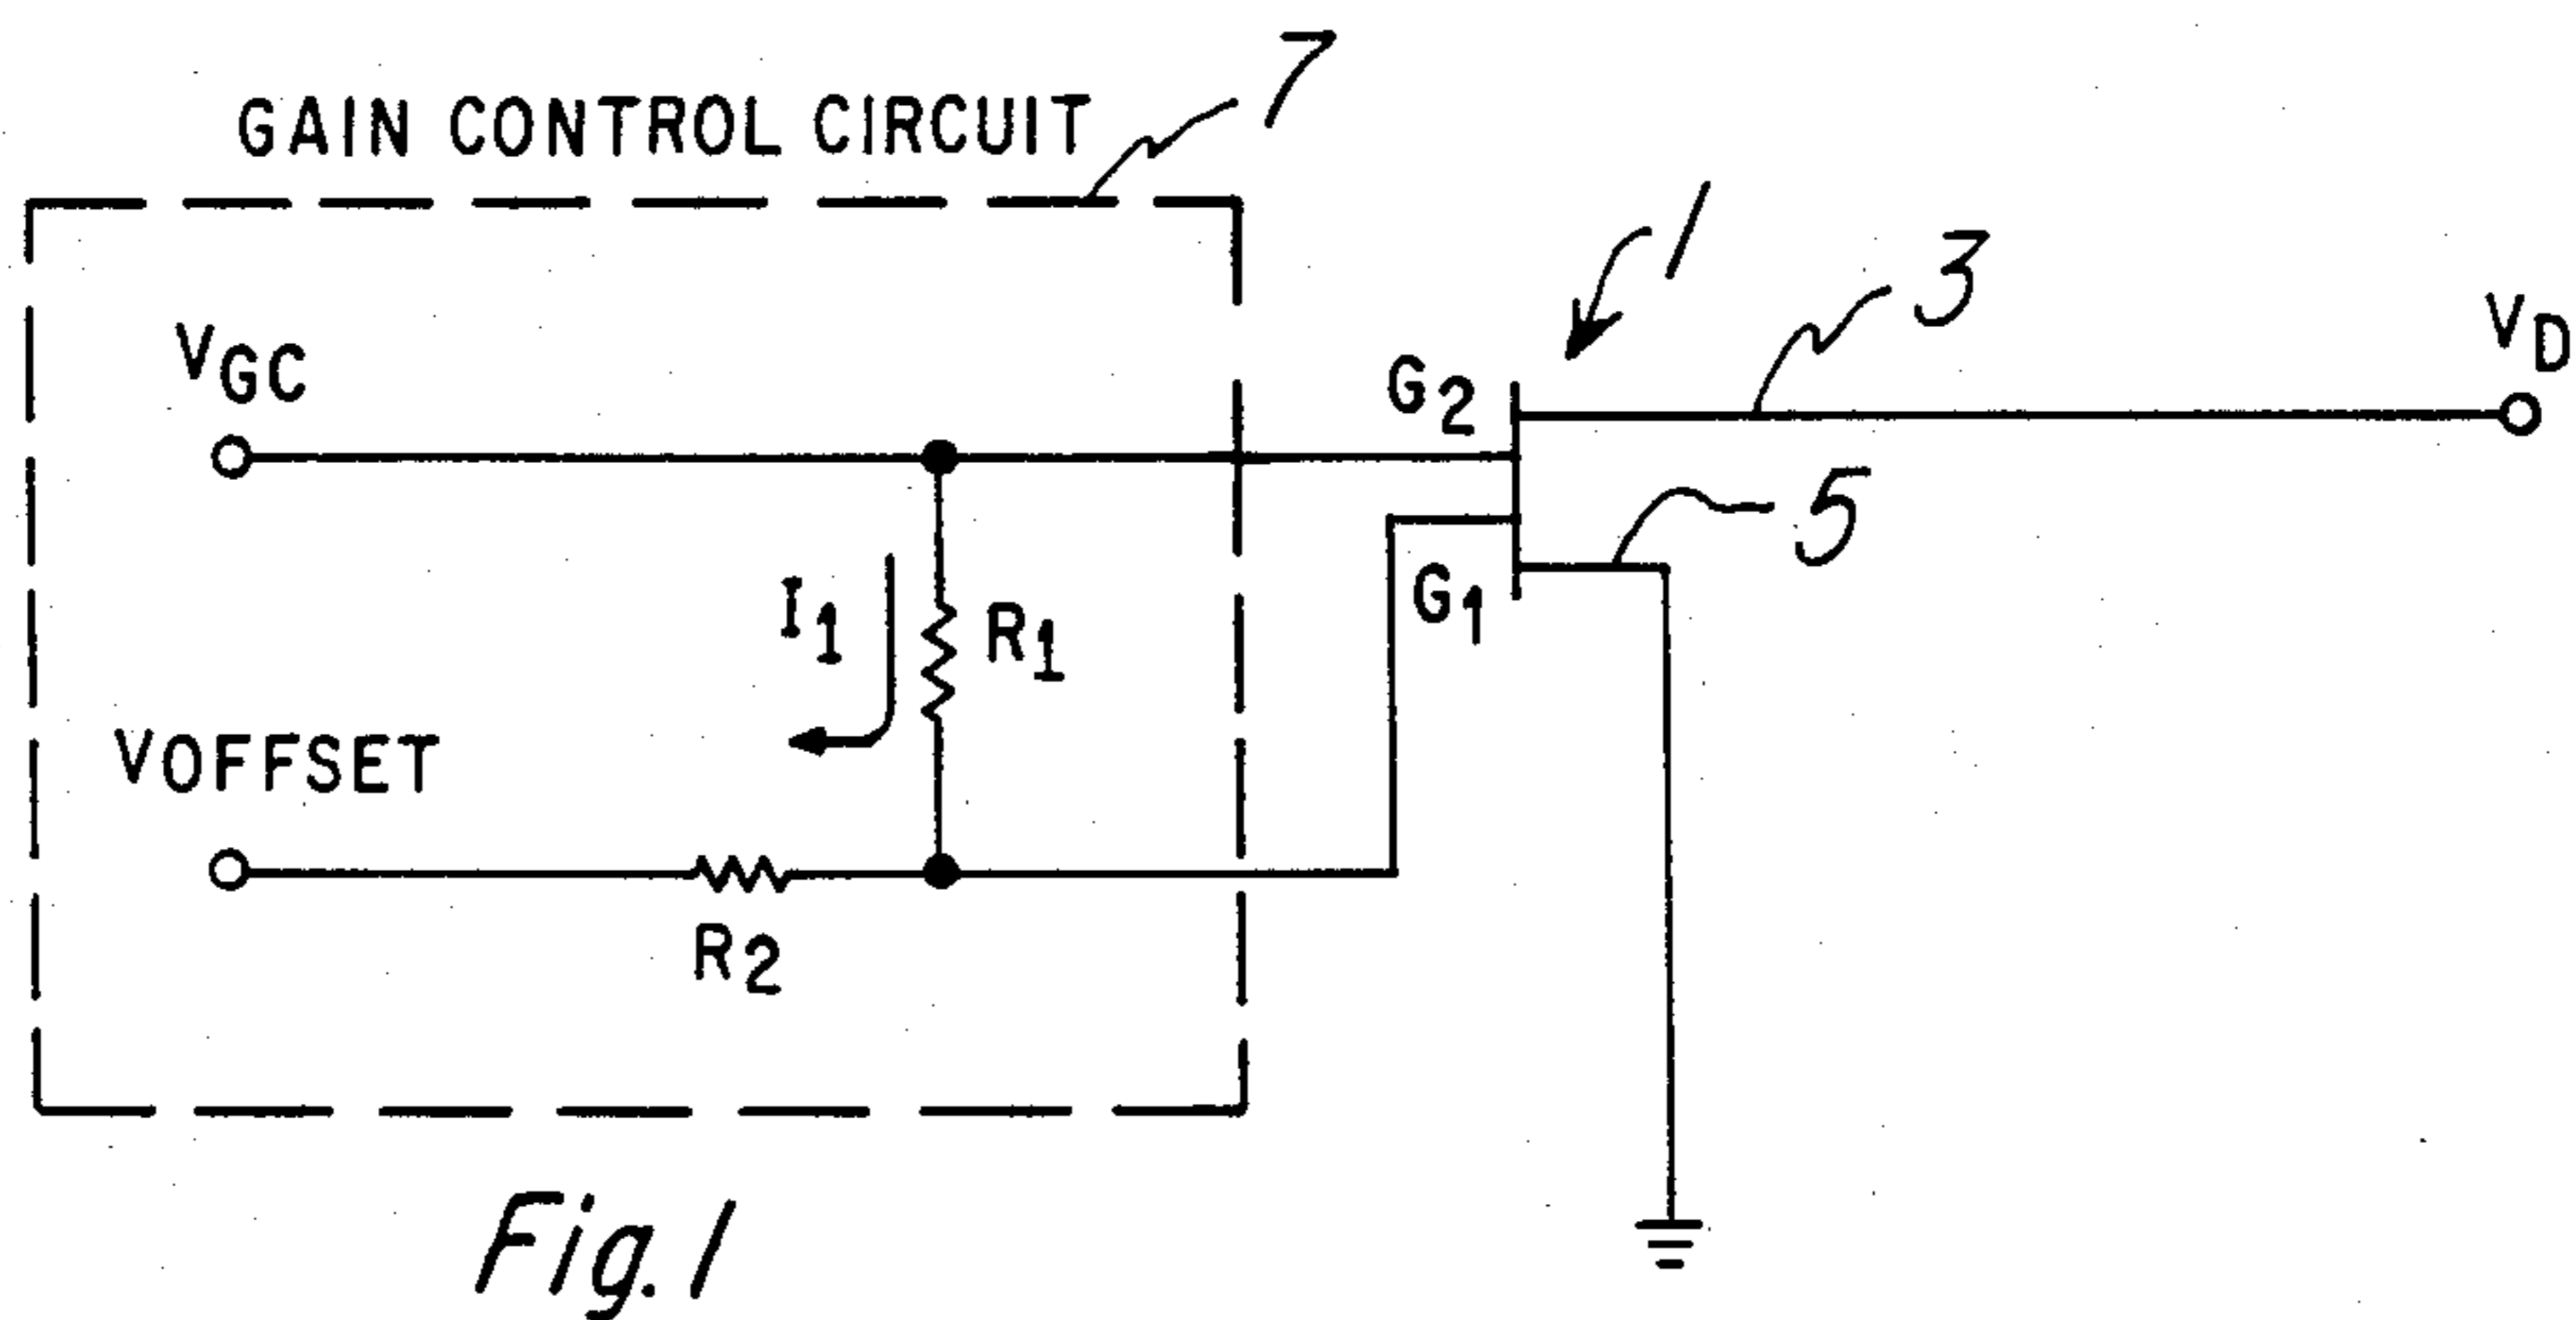 7
GAIN CONTROL CIRCUIT
1
3
VGC
G2
VD
5
I1
R1
G1
VOFFSET
R2
Fig. 1